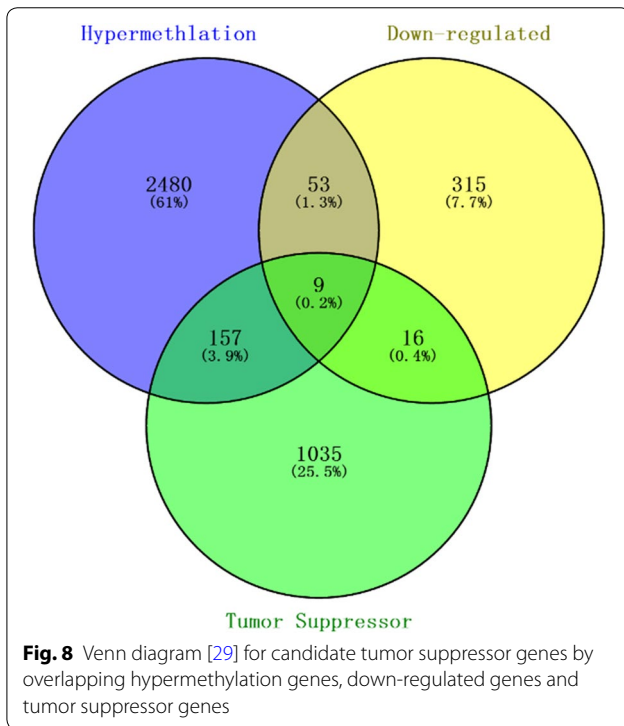 Hypermethlation
Down-regulated
2480
(61%)
53
(1.3%)
315
(7.7%)
9
(0.2%)
157
(3.9%)
16
(0.4%)
1035
(25.5%)
Tumor Suppressor
Fig. 8 Venn diagram [29] for candidate tumor suppressor genes by
overlapping hypermethylation genes, down-regulated genes and
tumor suppressor genes